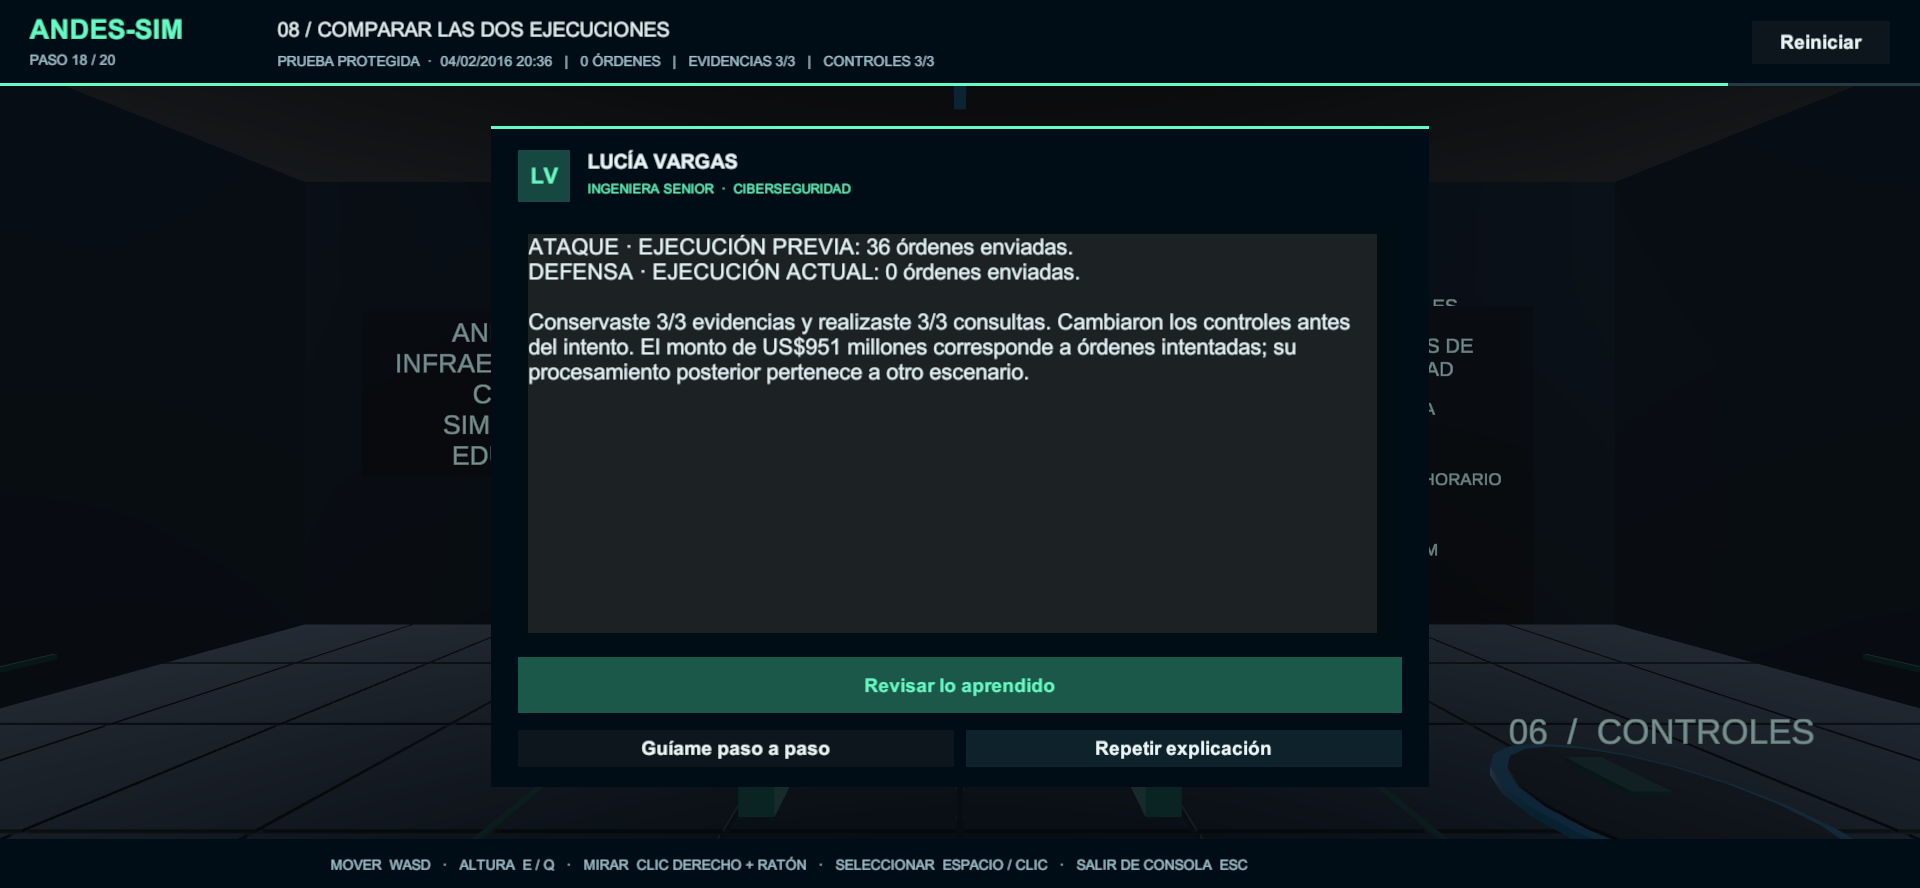 ANDES-SIM
PASO 18 / 20
08 / COMPARAR LAS DOS EJECUCIONES
PRUEBA PROTEGIDA · 04/02/2016 20:36 | 0 ÓRDENES | EVIDENCIAS 3/3 | CONTROLES 3/3
Reiniciar
LV
LUCÍA VARGAS
INGENIERA SENIOR · CIBERSEGURIDAD
ATAQUE · EJECUCIÓN PREVIA: 36 órdenes enviadas.
DEFENSA · EJECUCIÓN ACTUAL: 0 órdenes enviadas.
Conservaste 3/3 evidencias y realizaste 3/3 consultas. Cambiaron los controles antes
del intento. El monto de US$951 millones corresponde a órdenes intentadas; su
procesamiento posterior pertenece a otro escenario.
Revisar lo aprendido
Guíame paso a paso
Repetir explicación
AN
INFRAE
C
SIM
EDU
ES
S DE
AD
A
HORARIO
M
06 / CONTROLES
MOVER WASD · ALTURA E / Q · MIRAR CLIC DERECHO + RATÓN · SELECCIONAR ESPACIO / CLIC · SALIR DE CONSOLA ESC